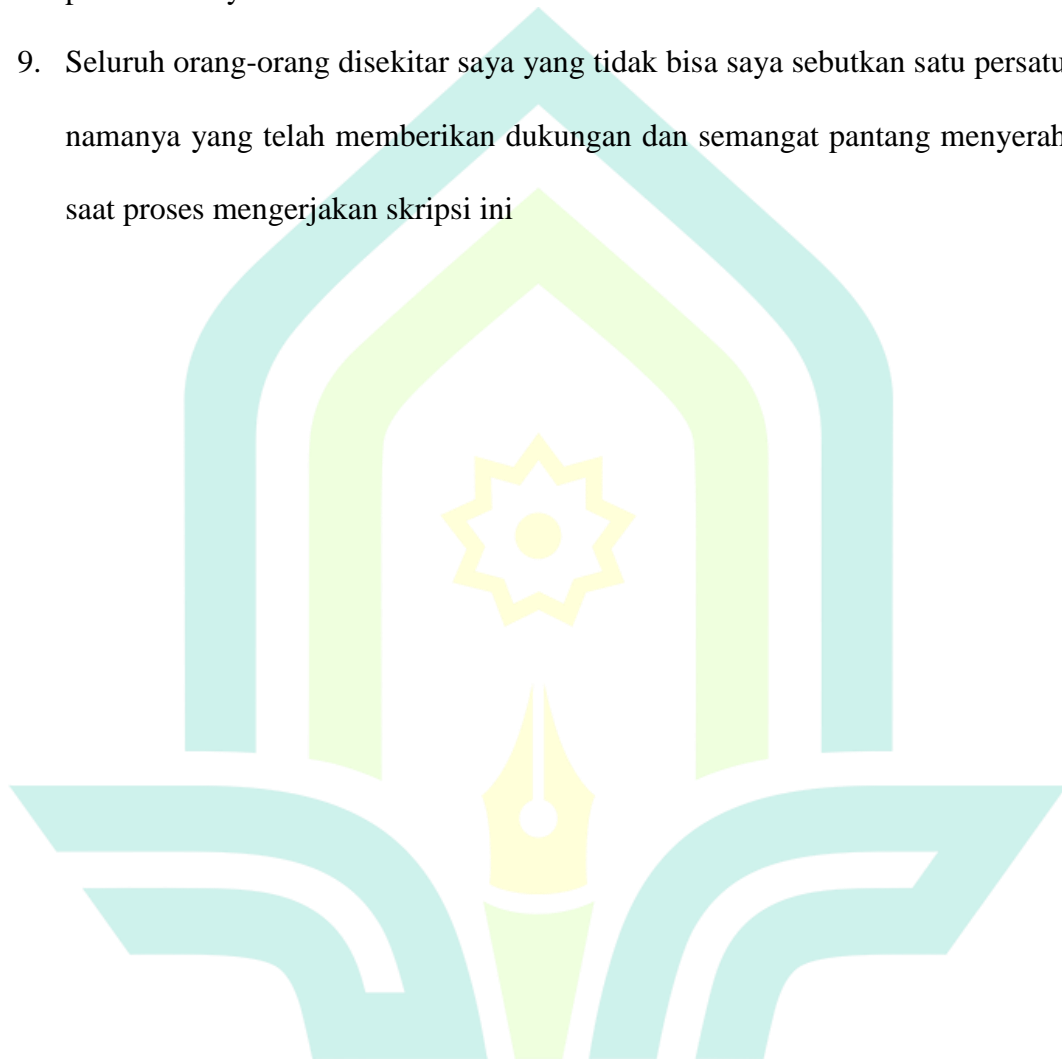 9. Seluruh orang-orang disekitar saya yang tidak bisa saya sebutkan satu persatu
namanya yang telah memberikan dukungan dan semangat pantang menyerah
saat proses mengerjakan skripsi ini